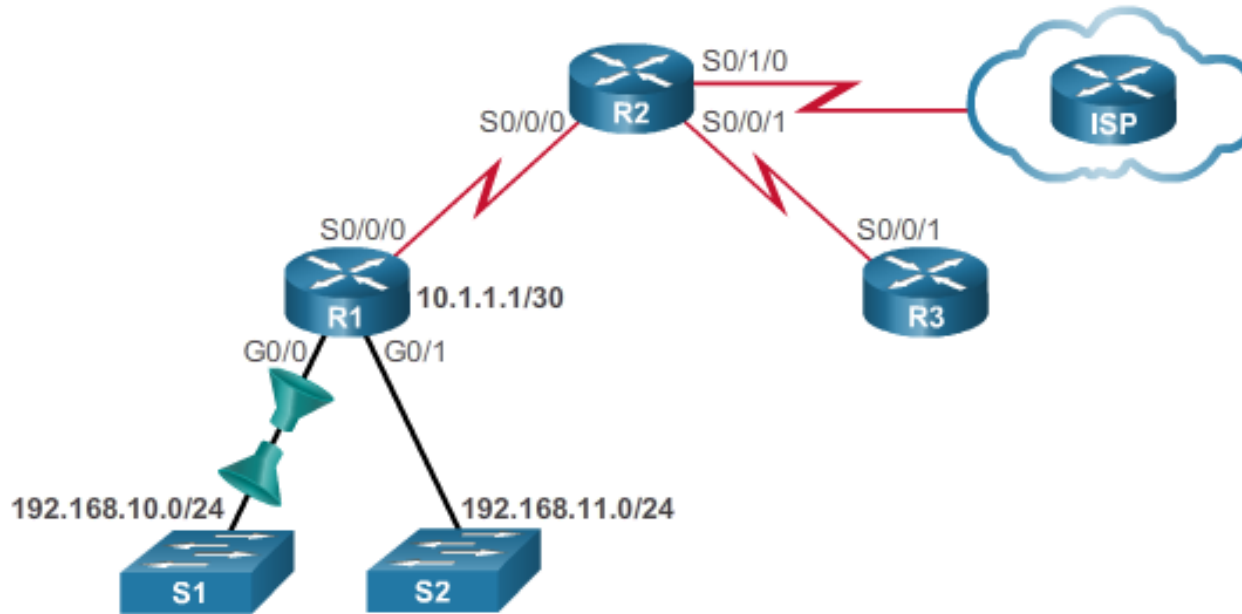 S0/1/0
R2
ISP
S0/0/0
S0/0/1
S0/0/0
S0/0/1
10.1.1.1/30
R1
R3
G0/0
G0/1
192.168.10.0/24
192.168.11.0/24
S1
S2